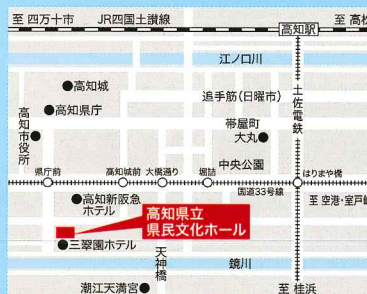 至 四万十市
JR四国土讃線
高知駅
至 高松
江ノ口川
高知城
追手筋(日曜市)
土佐電鉄
高知県庁
帯屋町
大丸
高知市役所
中央公園
県庁前
高知城前
大橋通り
堀詰
はりまや橋
国道33号線
高知新阪急
ホテル
至 空港・室戸岬
高知県立
県民文化ホール
三翠園ホテル
天神橋
鏡川
潮江天満宮
至 桂浜